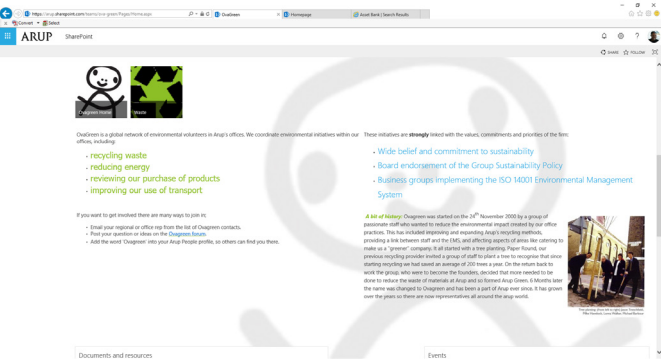 https://arup.sharepoint.com/teams/ova-green/Pages/Home.aspx
OvaGreen
Homepage
Asset Bank | Search Results
Convert
Select
ARUP
SharePoint
SHARE
FOLLOW
OvaGreen Home
Waste
OvaGreen is a global network of environmental volunteers in Arup's offices. We coordinate environmental initiatives within our
offices, including:
- recycling waste
- reducing energy
- reviewing our purchase of products
- improving our use of transport
If you want to get involved there are many ways to join in;
- Email your regional or office rep from the list of Ovagreen contacts.
- Post your question or ideas on the Ovagreen forum.
- Add the word 'Ovagreen' into your Arup People profile, so others can find you there.
These initiatives are strongly linked with the values, commitments and priorities of the firm:
- Wide belief and commitment to sustainability
- Board endorsement of the Group Sustainability Policy
- Business groups implementing the ISO 14001 Environmental Management
System
A bit of history: Ovagreen was started on the 24th November 2008 by a group of
passionate staff who wanted to reduce the environmental impact created by our office
practices. This has included improving and expanding Arup's recycling methods,
providing a link between staff and the EMS, and affecting aspects of areas like catering to
make us a "greener" company. It all started with a tree planting. Paper Round, our
previous recycling provider invited a group of staff to plant a tree to recognise that since
starting recycling we had saved an average of 200 trees a year. On the return back to
work the group, who were to become the founders, decided that more needed to be
done to reduce the waste of materials at Arup and so formed Arup Green, 6 Months later
the name was changed to Ovagreen and has been a part of Arup ever since. It has grown
over the years so there are now representatives all around the arup world.
Documents and resources
Events